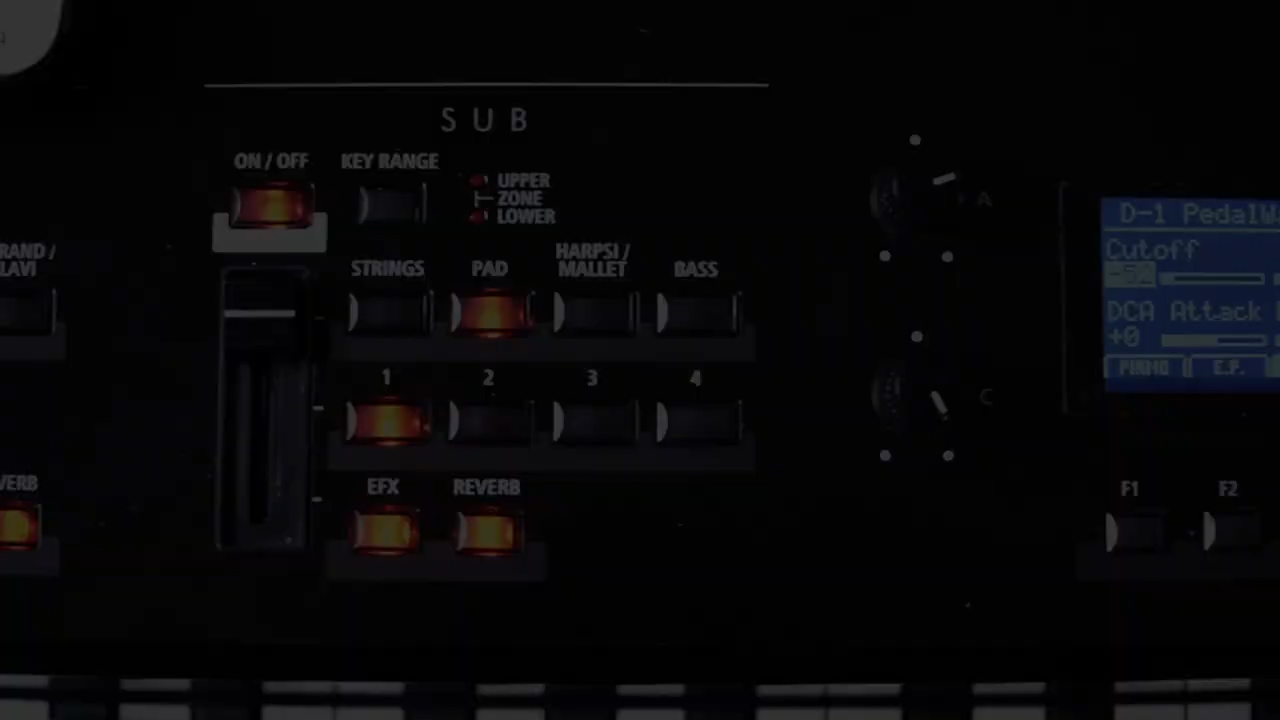 SUB
ON / OFF
KEY RANGE
UPPER
ZONE
LOWER
RAND /
LAVI
STRINGS
PAD
HARPSI /
MALLET
BASS
1
2
3
4
VERB
EFX
REVERB
A
C
D-1 PedalW
Cutoff
-52
DCA Attack
+0
PIANO
E.P.
F1
F2